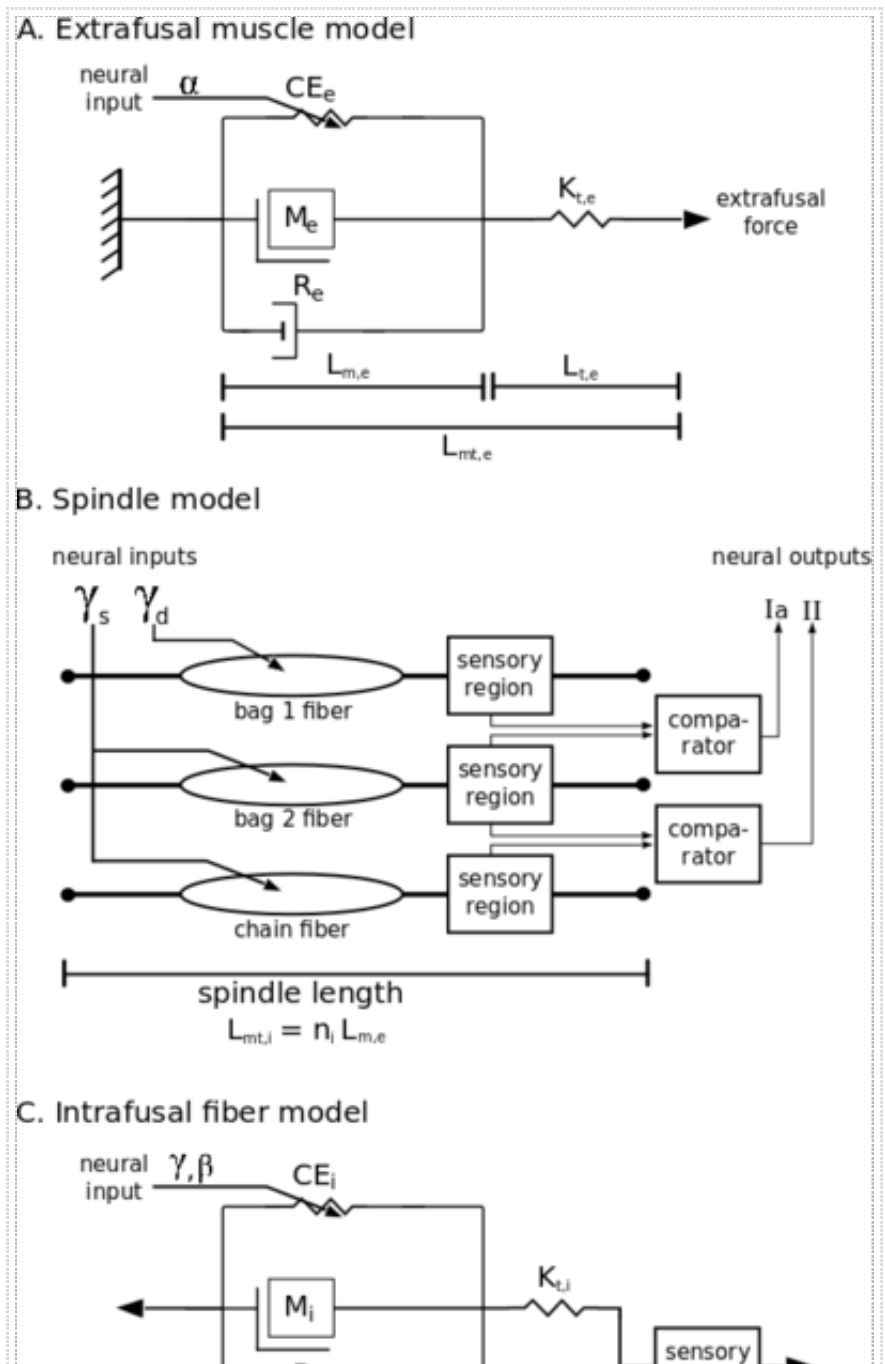 A. Extrafusal muscle model
neural
input
α
CEe
Me
Kt,e
extrafusal
force
Re
Lm,e
Lt,e
Lmt,e
B. Spindle model
neural inputs
neural outputs
γs
γd
Ia
II
sensory
region
bag 1 fiber
compa-
rator
sensory
region
bag 2 fiber
compa-
rator
sensory
region
chain fiber
spindle length
Lmt,i = ni Lm,e
C. Intrafusal fiber model
neural
input
γ,β
CEi
Kt,i
Mi
sensory